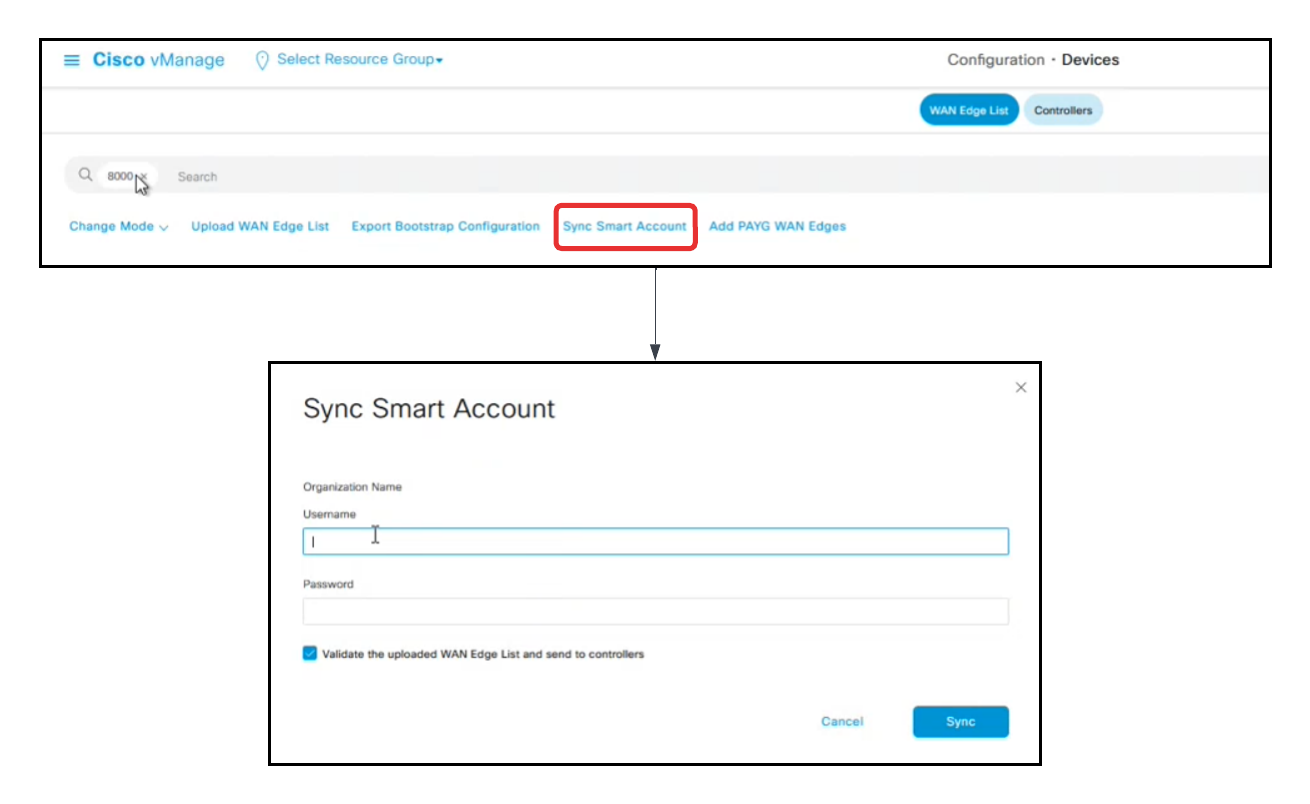 Cisco vManage Select Resource Group Configuration · Devices
WAN Edge List Controllers
8000 × Search
Change Mode Upload WAN Edge List Export Bootstrap Configuration Sync Smart Account Add PAYG WAN Edges
Sync Smart Account
Organization Name
Username
Password
Validate the uploaded WAN Edge List and send to controllers
Cancel Sync